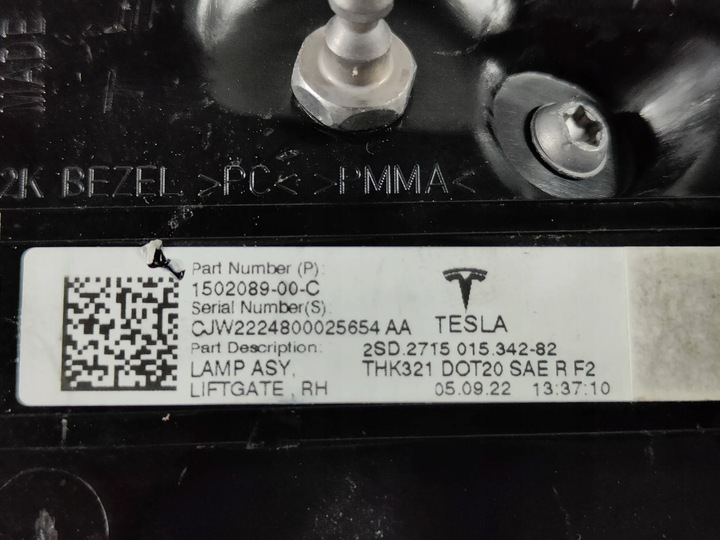 MADE
2K BEZEL >PC< >PMMA<
Part Number (P):
1502089-00-C
Serial Number(S):
CJW2224800025654 AA TESLA
Part Description: 2SD.2715 015.342-82
LAMP ASY, THK321 DOT20 SAE R F2
LIFTGATE, RH 05.09.22 13:37:10